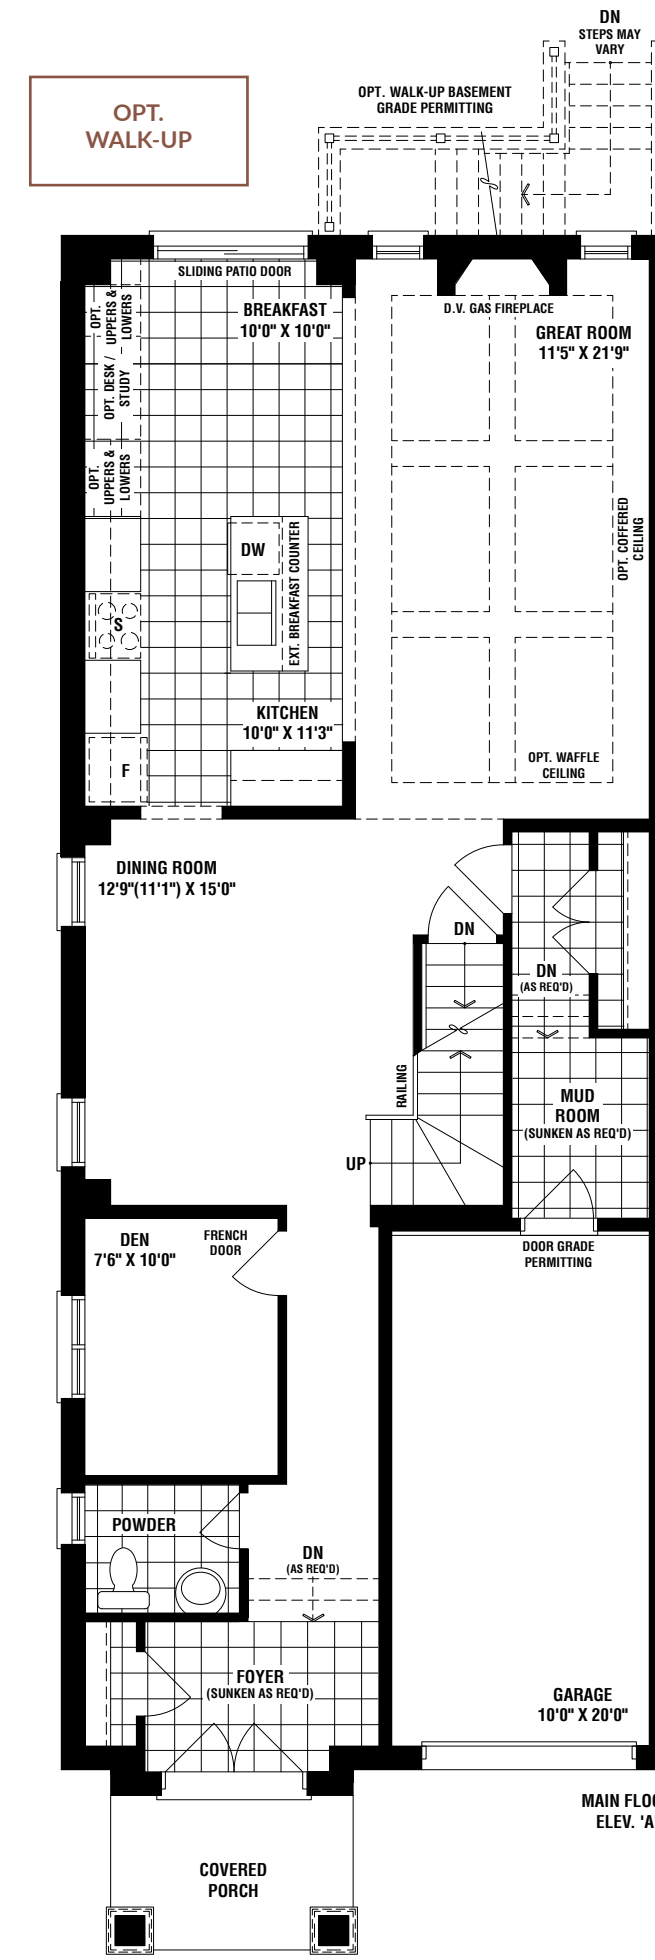 DN
STEPS MAY
VARY
OPT.
WALK-UP
OPT. WALK-UP BASEMENT
GRADE PERMITTING
SLIDING PATIO DOOR
OPT.
UPPERS &
LOWERS
BREAKFAST
10'0" X 10'0"
D.V. GAS FIREPLACE
GREAT ROOM
11'5" X 21'9"
OPT. DESK /
STUDY
OPT.
UPPERS &
LOWERS
DW
EXT. BREAKFAST COUNTER
OPT. COFFERED
CEILING
S
KITCHEN
10'0" X 11'3"
F
OPT. WAFFLE
CEILING
DINING ROOM
12'9"(11'1") X 15'0"
DN
DN
(AS REQ'D)
RAILING
MUD
ROOM
(SUNKEN AS REQ'D)
UP
DEN
7'6" X 10'0"
FRENCH
DOOR
DOOR GRADE
PERMITTING
POWDER
DN
(AS REQ'D)
FOYER
(SUNKEN AS REQ'D)
GARAGE
10'0" X 20'0"
MAIN FLO
ELEV. 'A
COVERED
PORCH